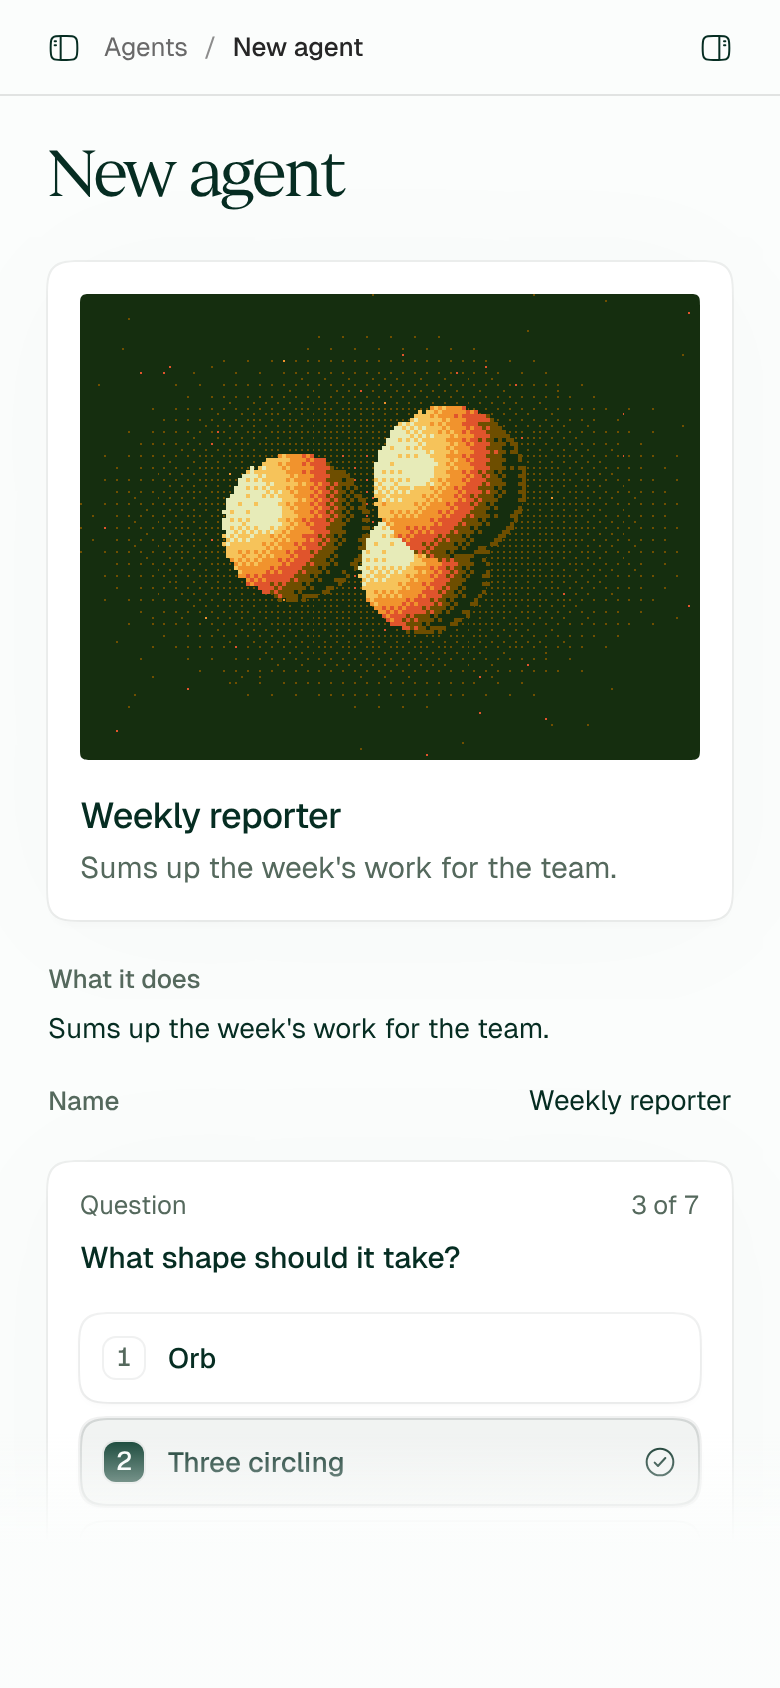 Agents / New agent
New agent
Weekly reporter
Sums up the week's work for the team.
What it does
Sums up the week's work for the team.
Name Weekly reporter
Question 3 of 7
What shape should it take?
1 Orb
2 Three circling